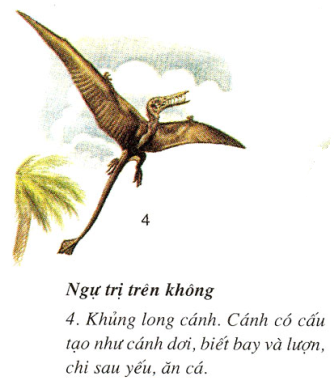 4
Ngự trị trên không
4. Khủng long cánh. Cánh có cấu
tạo như cánh dơi, biết bay và lượn,
chi sau yếu, ăn cá.